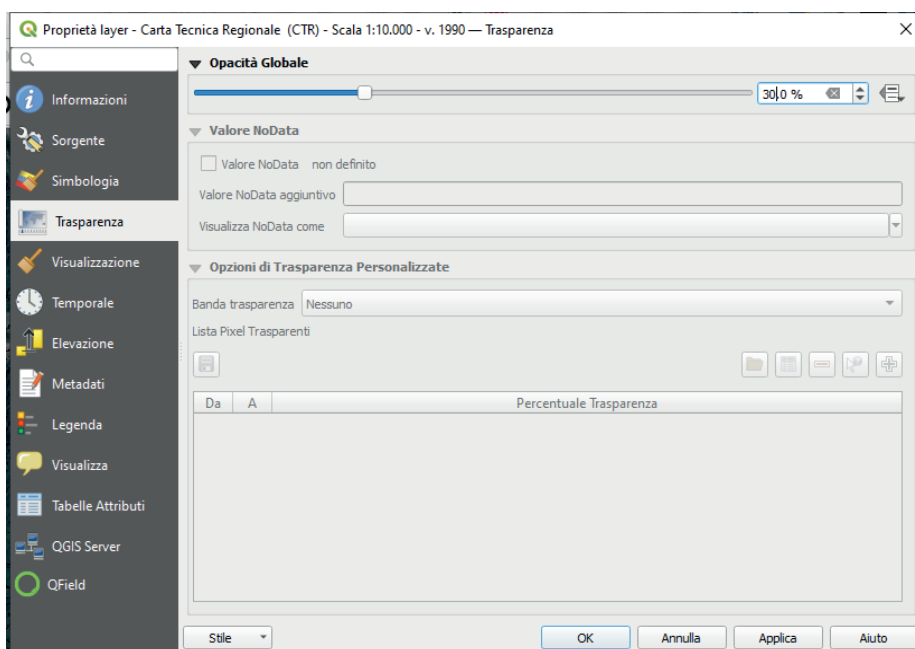 Proprietà layer - Carta Tecnica Regionale (CTR) - Scala 1:10.000 - v. 1990 — Trasparenza
Informazioni
Sorgente
Simbologia
Trasparenza
Visualizzazione
Temporale
Elevazione
Metadati
Legenda
Visualizza
Tabelle Attributi
QGIS Server
QField
Opacità Globale
30,0 %
Valore NoData
Valore NoData non definito
Valore NoData aggiuntivo
Visualizza NoData come
Opzioni di Trasparenza Personalizzate
Banda trasparenza Nessuno
Lista Pixel Trasparenti
Da A Percentuale Trasparenza
Stile OK Annulla Applica Aiuto